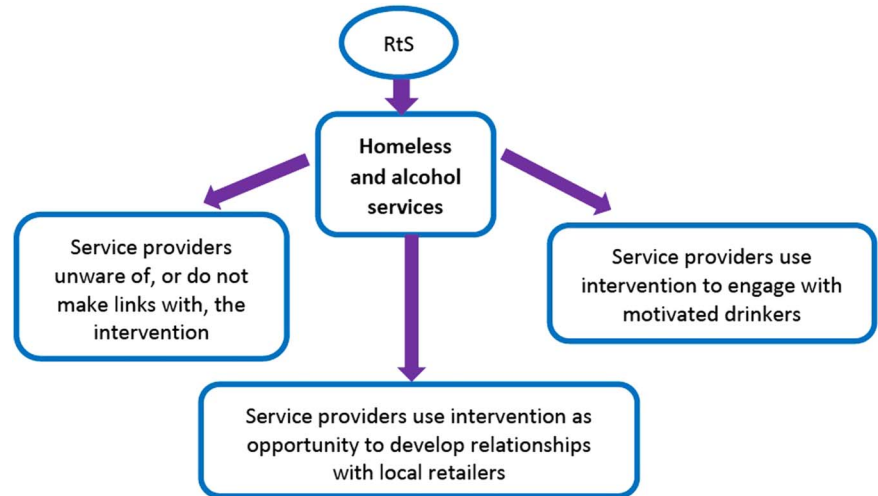 RtS
Homeless
and alcohol
services
Service providers
unware of, or do not
make links with, the
intervention
Service providers use
intervention to engage with
motivated drinkers
Service providers use intervention as
opportunity to develop relationships
with local retailers